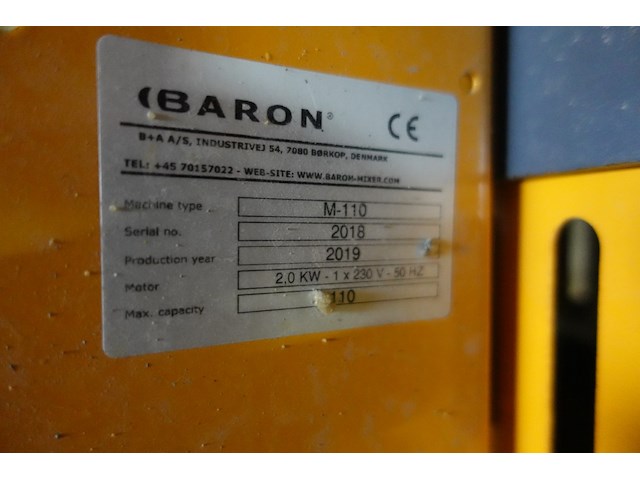 BARON® CE
B+A A/S, INDUSTRIVEJ 54, 7080 BØRKOP, DENMARK
TEL: +45 70157022 - WEB-SITE: WWW.BARON-MIXER.COM
Machine type M-110
Serial no. 2018
Production year 2019
Motor 2,0 KW - 1 x 230 V - 50 HZ
Max. capacity 110